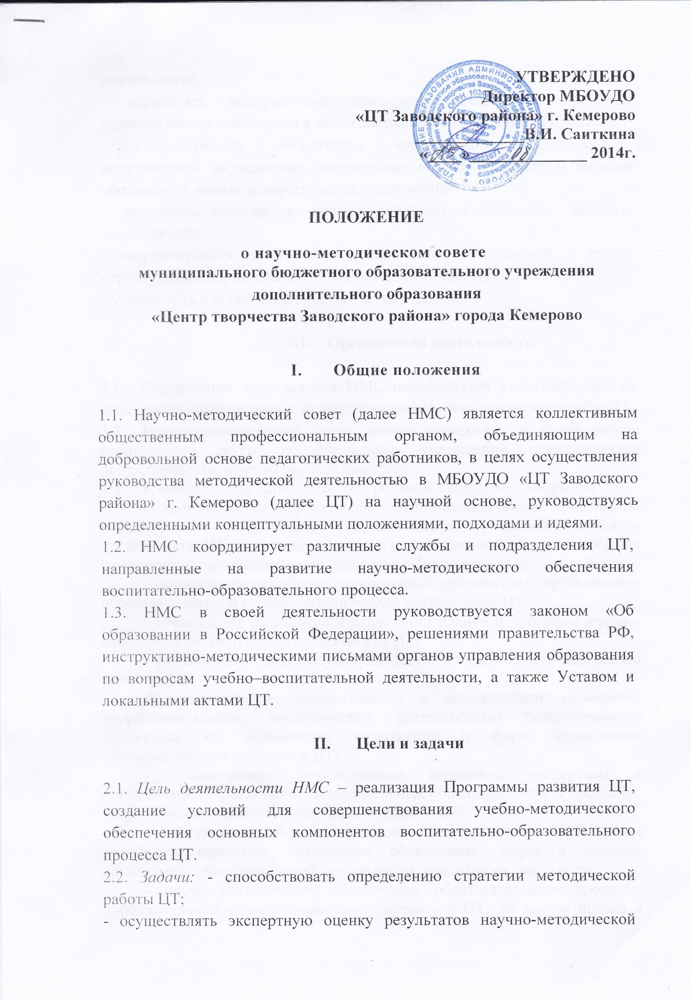 УТВЕРЖДЕНО
Директор МБОУДО
«ЦТ Заводского района» г. Кемерово
В.И. Саиткина
« » 08 2014г.
ПОЛОЖЕНИЕ
о научно-методическом совете
муниципального бюджетного образовательного учреждения
дополнительного образования
«Центр творчества Заводского района» города Кемерово
I. Общие положения
1.1. Научно-методический совет (далее НМС) является коллективным
общественным профессиональным органом, объединяющим на
добровольной основе педагогических работников, в целях осуществления
руководства методической деятельностью в МБОУДО «ЦТ Заводского
района» г. Кемерово (далее ЦТ) на научной основе, руководствуясь
определенными концептуальными положениями, подходами и идеями.
1.2. НМС координирует различные службы и подразделения ЦТ,
направленные на развитие научно-методического обеспечения
воспитательно-образовательного процесса.
1.3. НМС в своей деятельности руководствуется законом «Об
образовании в Российской Федерации», решениями правительства РФ,
инструктивно-методическими письмами органов управления образования
по вопросам учебно–воспитательной деятельности, а также Уставом и
локальными актами ЦТ.
II. Цели и задачи
2.1. Цель деятельности НМС – реализация Программы развития ЦТ,
создание условий для совершенствования учебно-методического
обеспечения основных компонентов воспитательно-образовательного
процесса ЦТ.
2.2. Задачи: - способствовать определению стратегии методической
работы ЦТ;
- осуществлять экспертную оценку результатов научно-методической